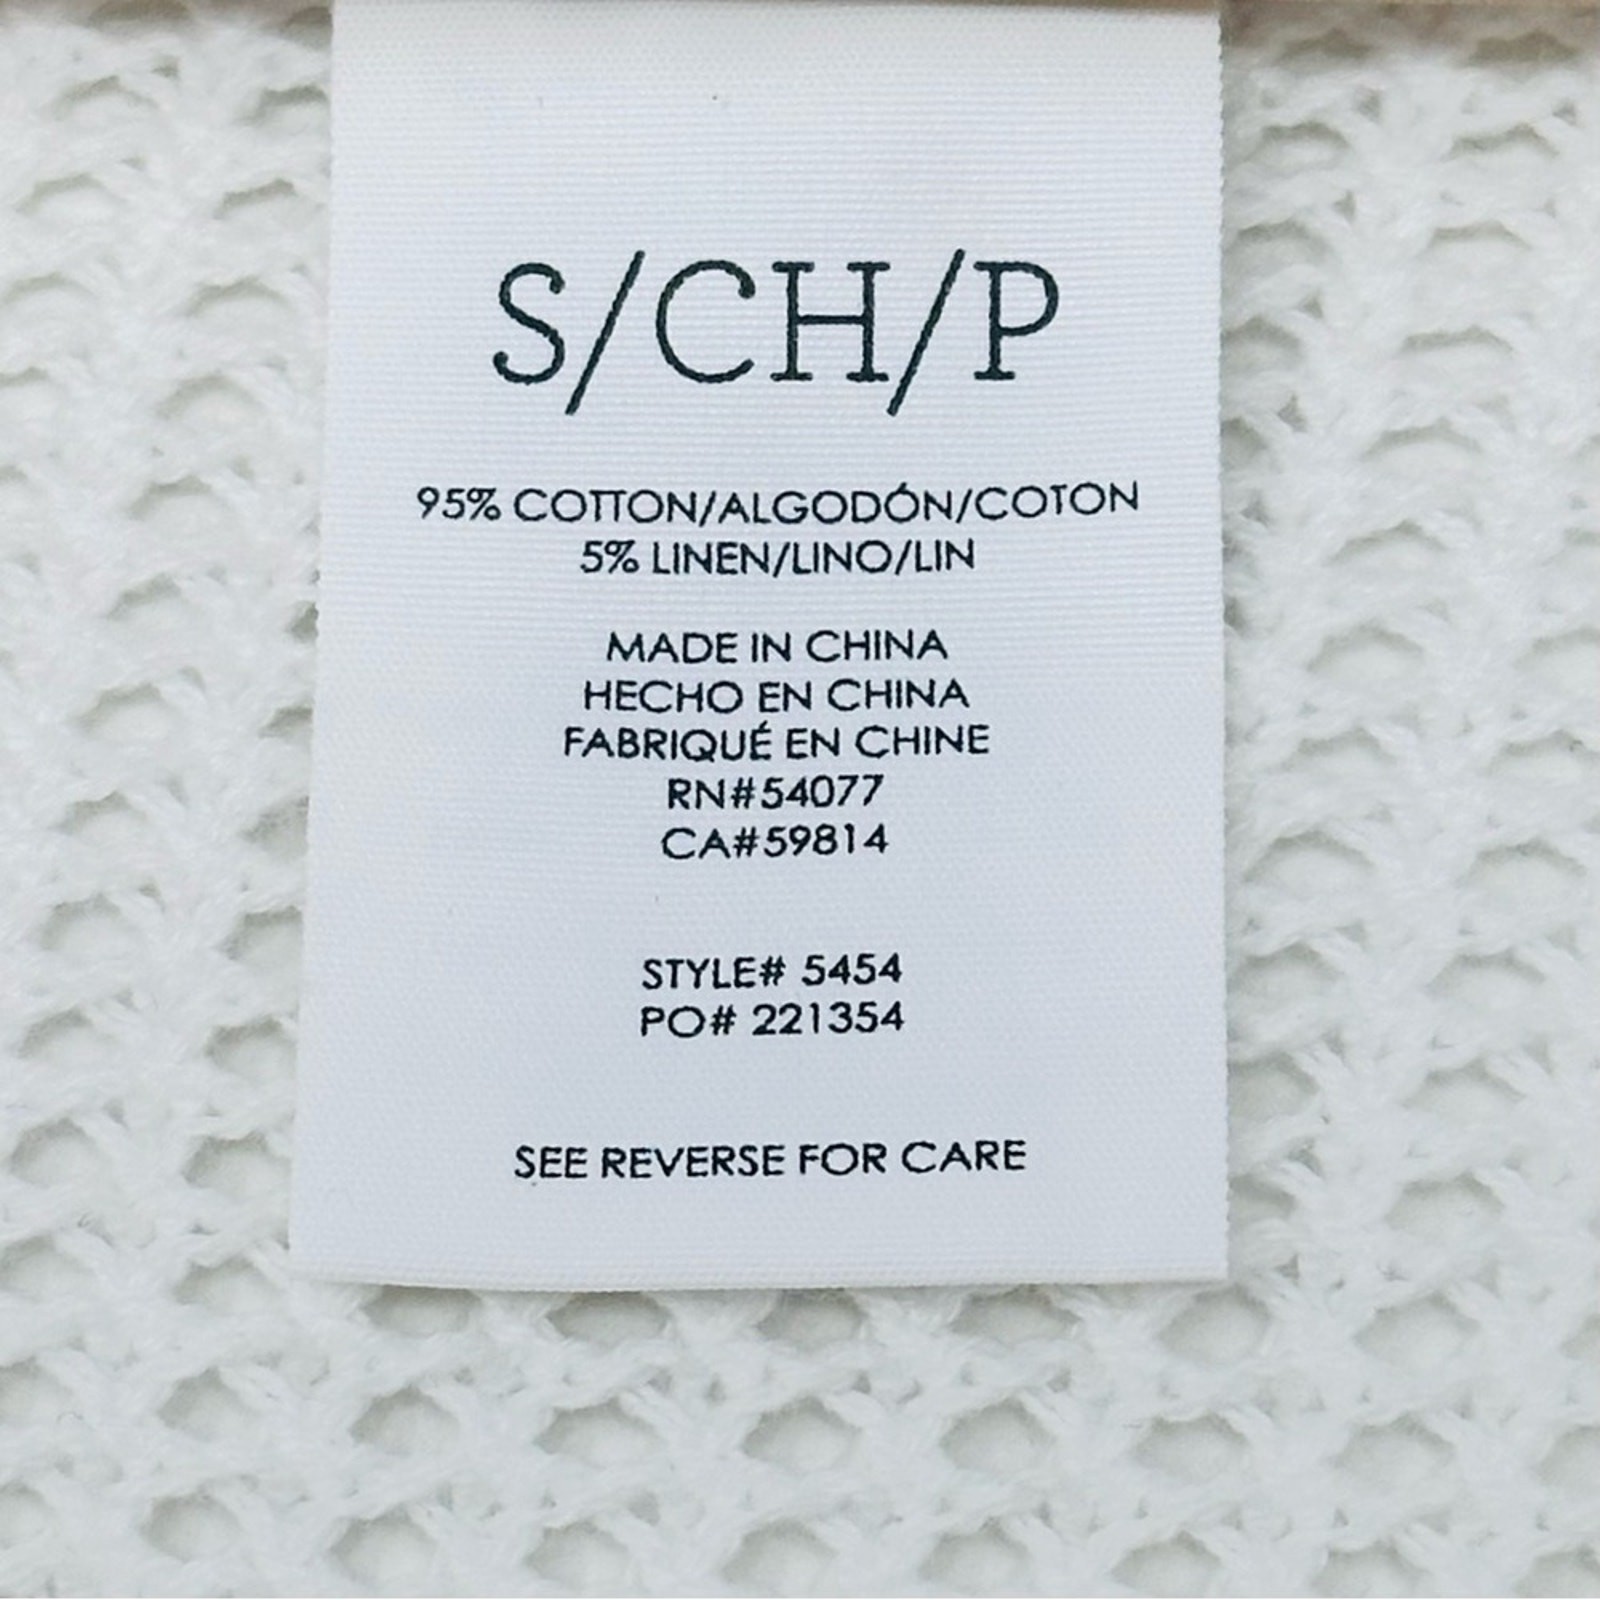 S/CH/P
95% COTTON/ALGODÓN/COTON
5% LINEN/LINO/LIN
MADE IN CHINA
HECHO EN CHINA
FABRIQUÉ EN CHINE
RN#54077
CA#59814
STYLE# 5454
PO# 221354
SEE REVERSE FOR CARE